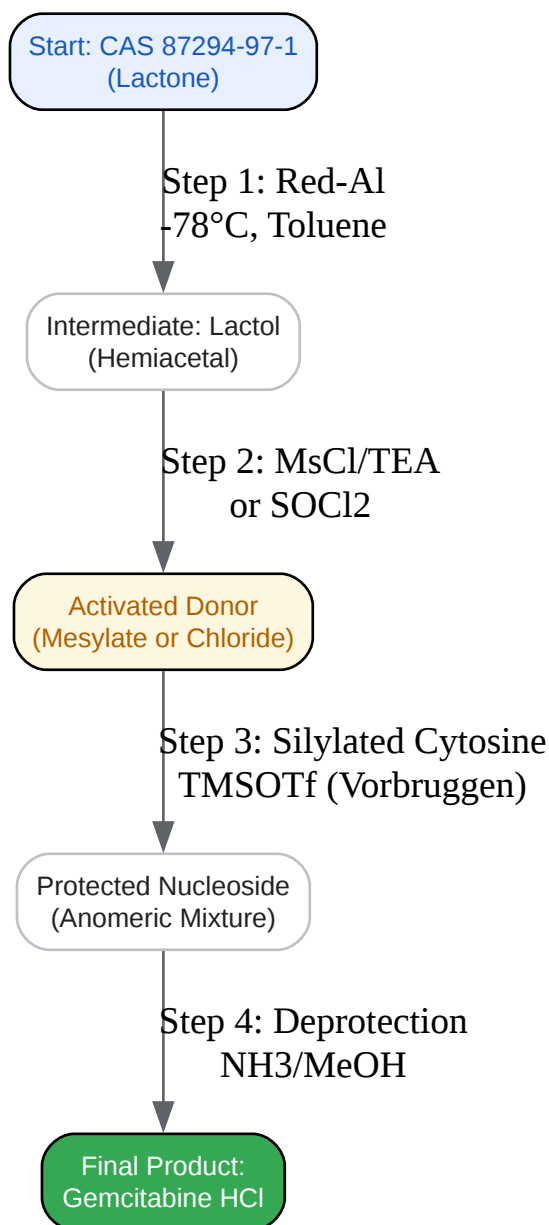 Start: CAS 87294-97-1
(Lactone)
Step 1: Red-Al
-78°C, Toluene
Intermediate: Lactol
(Hemiacetal)
Step 2: MsCl/TEA
or SOCl2
Activated Donor
(Mesylate or Chloride)
Step 3: Silylated Cytosine
TMSOTf (Vorbruggen)
Protected Nucleoside
(Anomeric Mixture)
Step 4: Deprotection
NH3/MeOH
Final Product:
Gemcitabine HCl